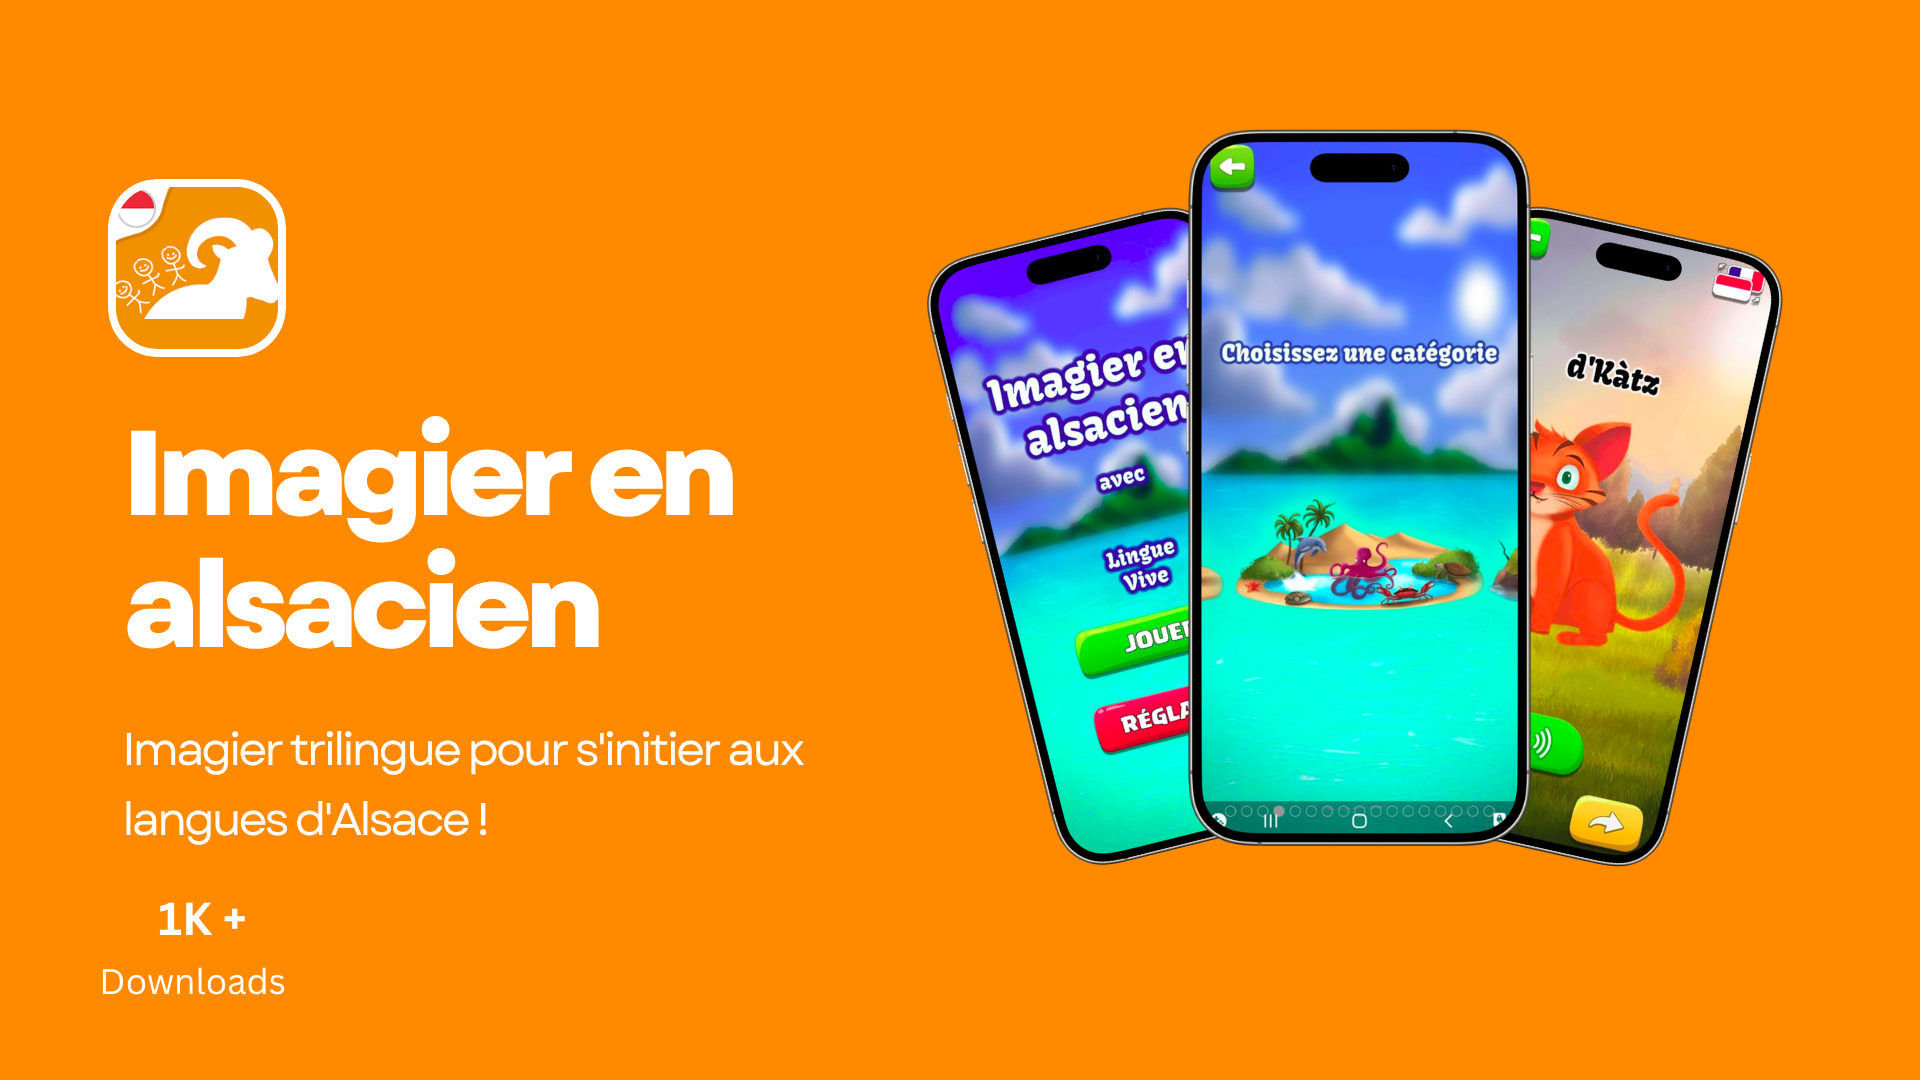 Imagier en
alsacien
Imagier trilingue pour s'initier aux
langues d'Alsace !
1K +
Downloads
Imagier en
alsacien
avec
Lingue
Vive
JOUER
RÉGLA
Choisissez une catégorie
d'Kàtz